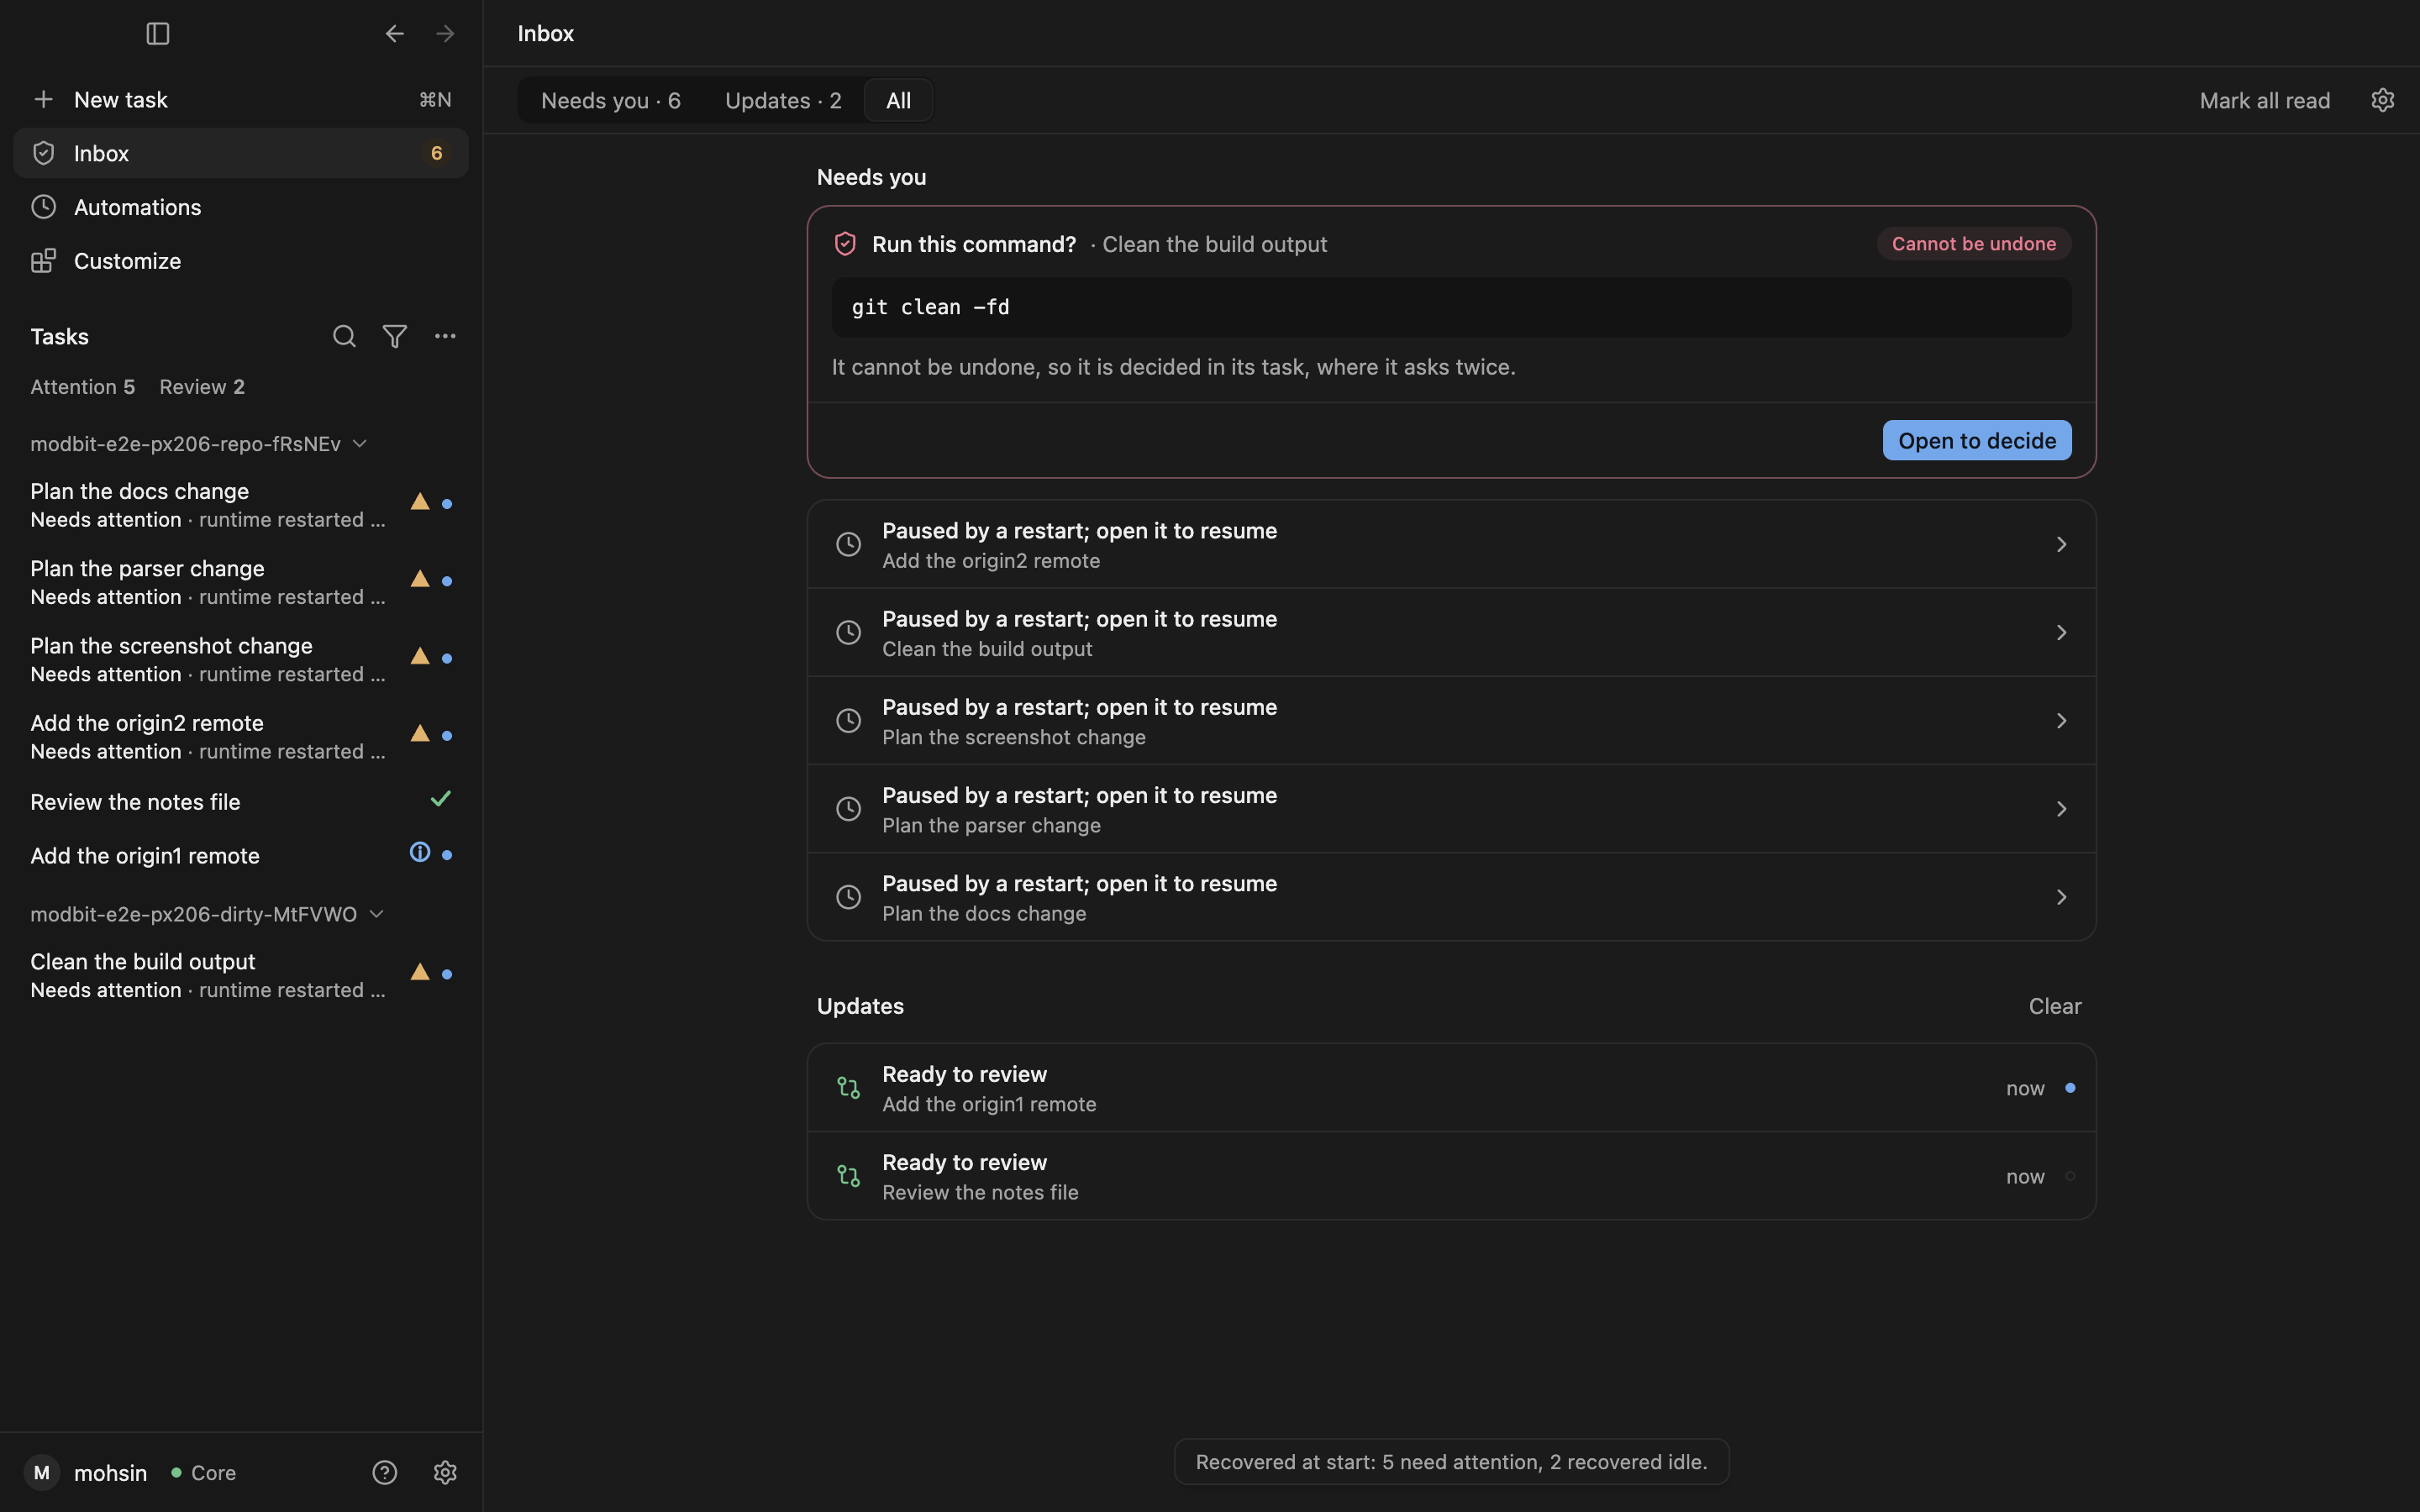 New task ⌘N
Inbox 6
Automations
Customize
Tasks
Attention 5 Review 2
modbit-e2e-px206-repo-fRsNEv
Plan the docs change
Needs attention · runtime restarted ...
Plan the parser change
Needs attention · runtime restarted ...
Plan the screenshot change
Needs attention · runtime restarted ...
Add the origin2 remote
Needs attention · runtime restarted ...
Review the notes file
Add the origin1 remote
modbit-e2e-px206-dirty-MtFVWO
Clean the build output
Needs attention · runtime restarted ...
M mohsin Core
Inbox
Needs you · 6 Updates · 2 All Mark all read
Needs you
Run this command? · Clean the build output Cannot be undone
git clean -fd
It cannot be undone, so it is decided in its task, where it asks twice.
Open to decide
Paused by a restart; open it to resume
Add the origin2 remote
Paused by a restart; open it to resume
Clean the build output
Paused by a restart; open it to resume
Plan the screenshot change
Paused by a restart; open it to resume
Plan the parser change
Paused by a restart; open it to resume
Plan the docs change
Updates Clear
Ready to review now
Add the origin1 remote
Ready to review now
Review the notes file
Recovered at start: 5 need attention, 2 recovered idle.